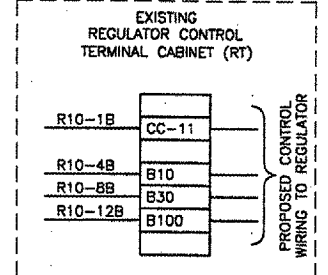 EXISTING
REGULATOR CONTROL
TERMINAL CABINET (RT)
R10-1B
CC-11
R10-4B
B10
R10-8B
B30
R10-12B
B100
PROPOSED CONTROL
WIRING TO REGULATOR